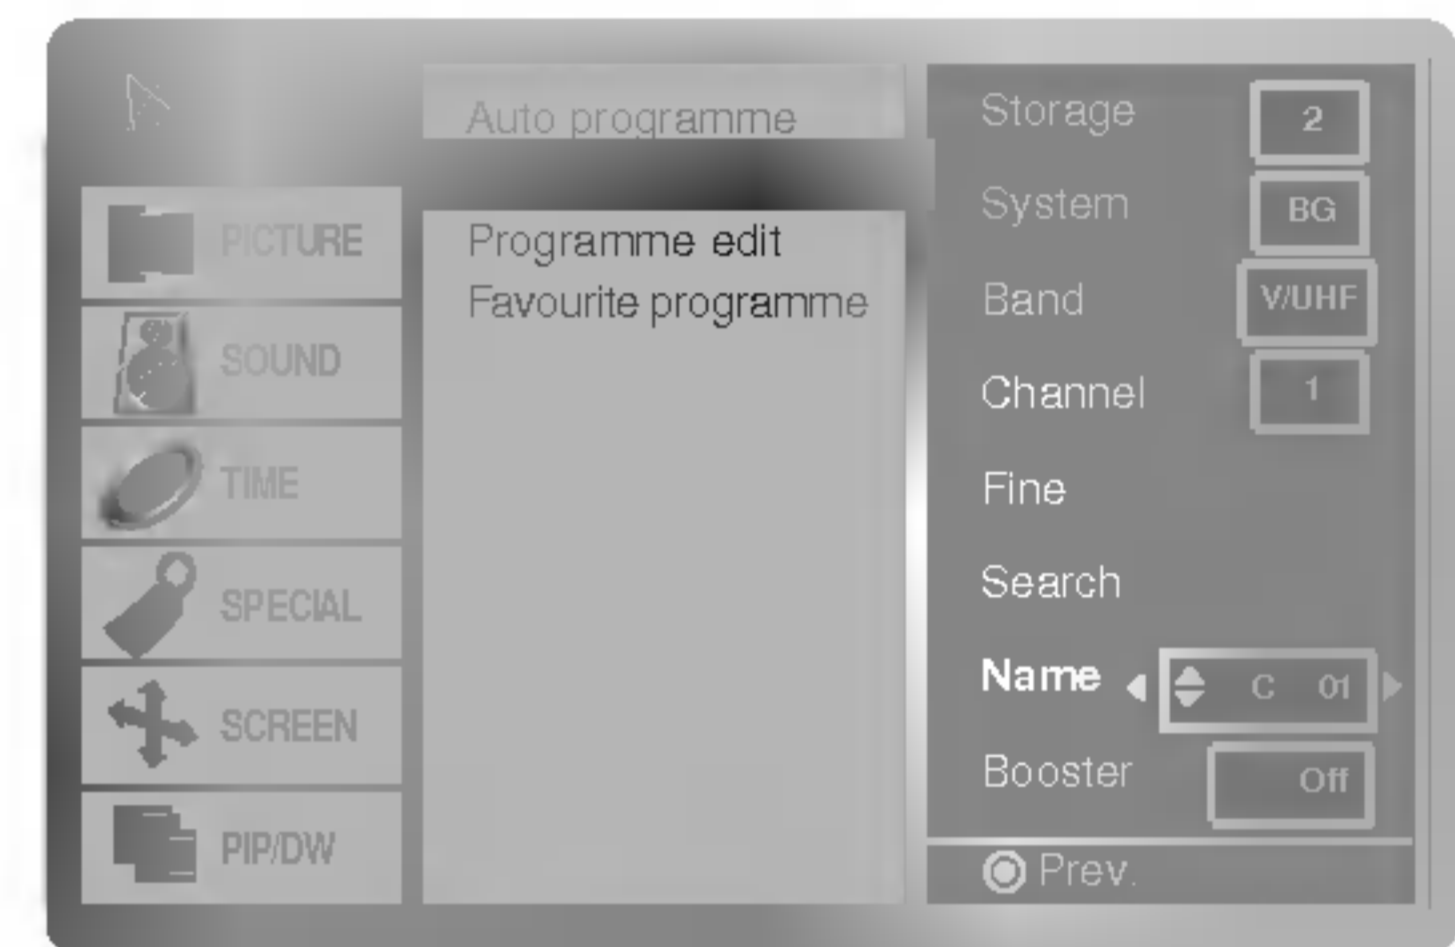 Auto programme
Programme edit
Favourite programme
PICTURE
SOUND
TIME
SPECIAL
SCREEN
PIP/DW
Storage 2
System BG
Band V/UHF
Channel 1
Fine
Search
Name C 01
Booster Off
Prev.